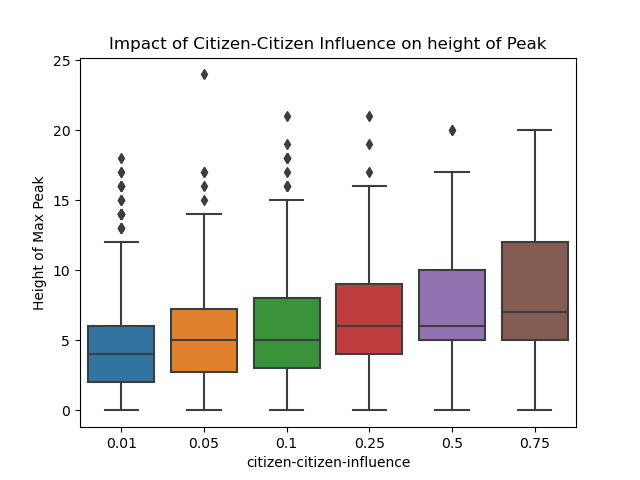 Impact of Citizen-Citizen Influence on height of Peak
25
20
15
10
5
0
Height of Max Peak
0.01 0.05 0.1 0.25 0.5 0.75
citizen-citizen-influence